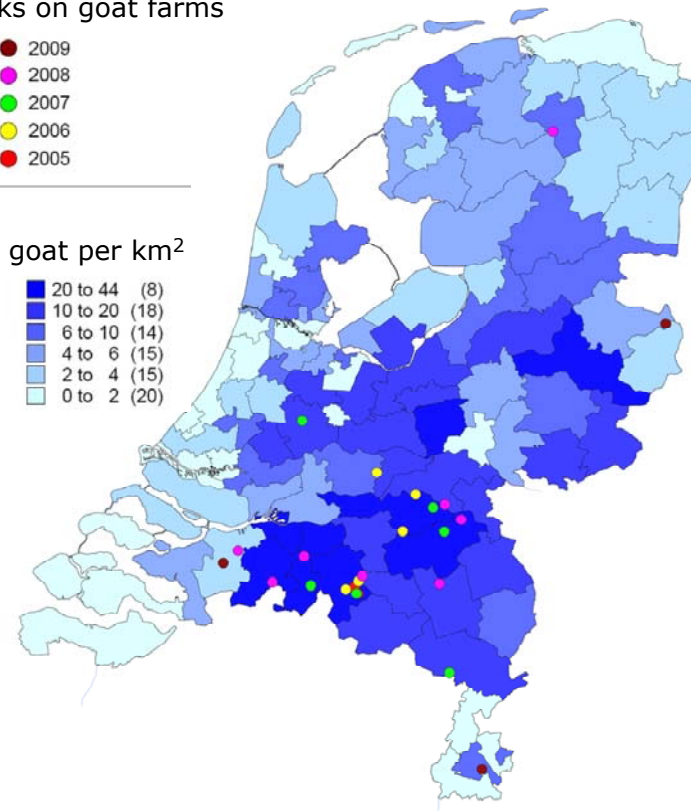 ks on goat farms
2009
2008
2007
2006
2005
goat per km²
20 to 44 (8)
10 to 20 (18)
6 to 10 (14)
4 to 6 (15)
2 to 4 (15)
0 to 2 (20)